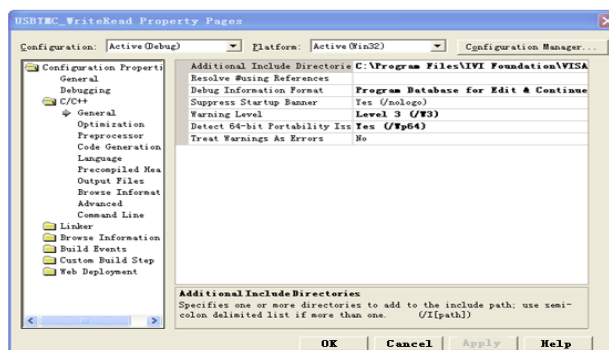 USBTMC_WriteRead Property Pages
Configuration: Active(Debug) Platform: Active(Win32) Configuration Manager...
Configuration Properti
General
Debugging
C/C++
General
Optimization
Preprocessor
Code Generation
Language
Precompiled Hea
Output Files
Browse Informat
Advanced
Command Line
Linker
Browse Information
Build Events
Custom Build Step
Web Deployment
Additional Include Directorie C:\Program Files\IVI Foundation\VISA
Resolve #using References
Debug Information Format Program Database for Edit & Continue
Suppress Startup Banner Yes (/nologo)
Warning Level Level 3 (/W3)
Detect 64-bit Portability Iss Yes (/Wp64)
Treat Warnings As Errors No
Additional Include Directories
Specifies one or more directories to add to the include path; use semi-
colon delimited list if more than one. (/I[path])
OK Cancel Apply Help